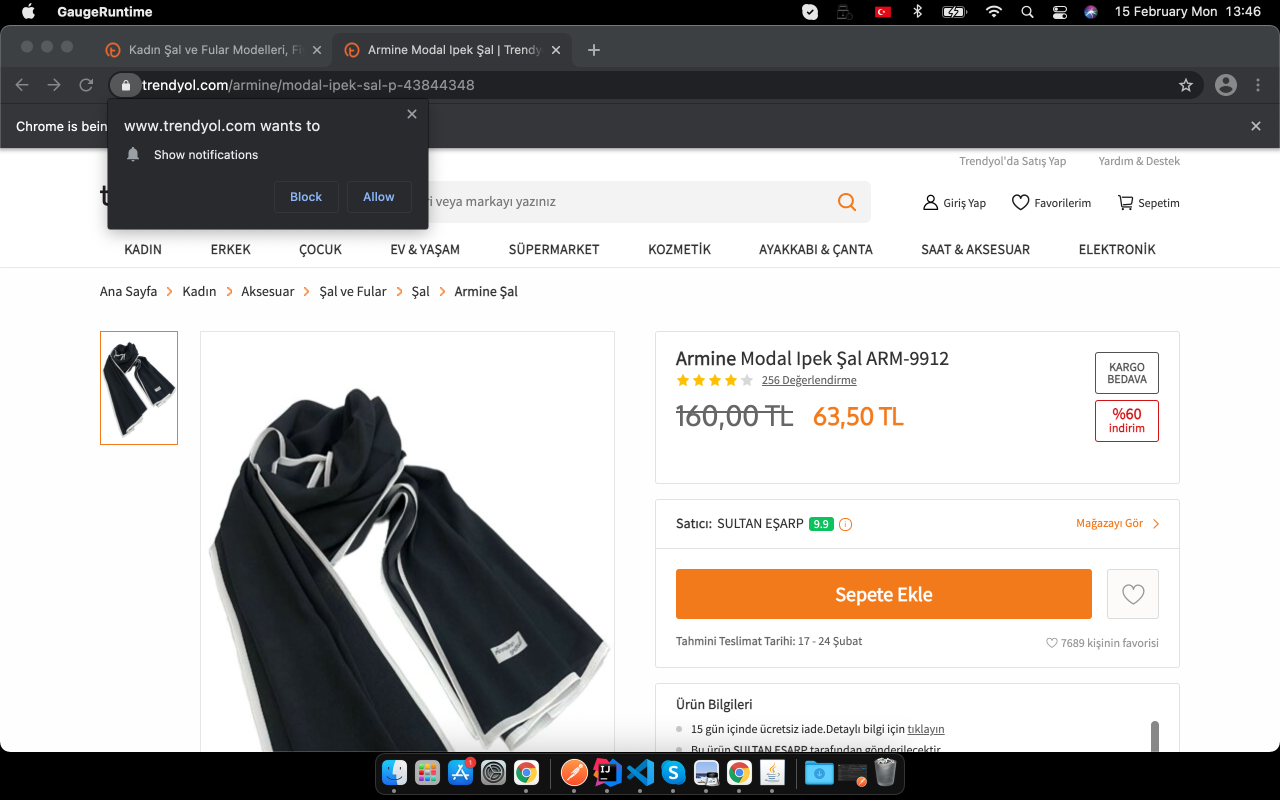 GaugeRuntime
15 February Mon 13:46
Kadın Şal ve Fular Modelleri, Fi
Armine Modal Ipek Şal | Trendy
trendyol.com/armine/modal-ipek-sal-p-43844348
Chrome is bein
www.trendyol.com wants to
Show notifications
Block
Allow
Trendyol'da Satış Yap
Yardım & Destek
veya markayı yazınız
Giriş Yap
Favorilerim
Sepetim
KADIN
ERKEK
ÇOCUK
EV & YAŞAM
SÜPERMARKET
KOZMETİK
AYAKKABI & ÇANTA
SAAT & AKSESUAR
ELEKTRONİK
Ana Sayfa
Kadın
Aksesuar
Şal ve Fular
Şal
Armine Şal
Armine Modal Ipek Şal ARM-9912
256 Değerlendirme
160,00 TL 63,50 TL
KARGO
BEDAVA
%60
indirim
Satıcı: SULTAN EŞARP 9.9
Mağazayı Gör
Sepete Ekle
Tahmini Teslimat Tarihi: 17 - 24 Şubat
7689 kişinin favorisi
Ürün Bilgileri
15 gün içinde ücretsiz iade.Detaylı bilgi için tıklayın
Bu ürün SULTAN EŞARP tarafından gönderilecektir